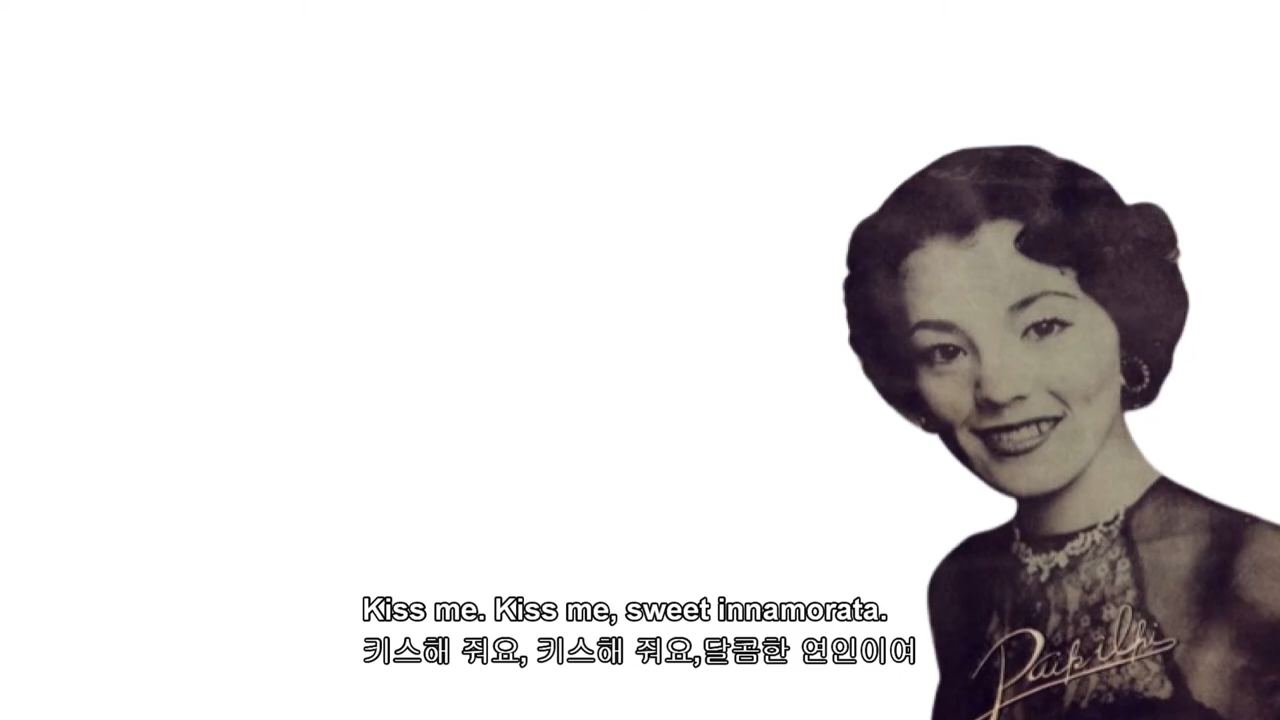 Kiss me. Kiss me, sweet innamorata.
키스해 줘요, 키스해 줘요,달콤한 연인이여